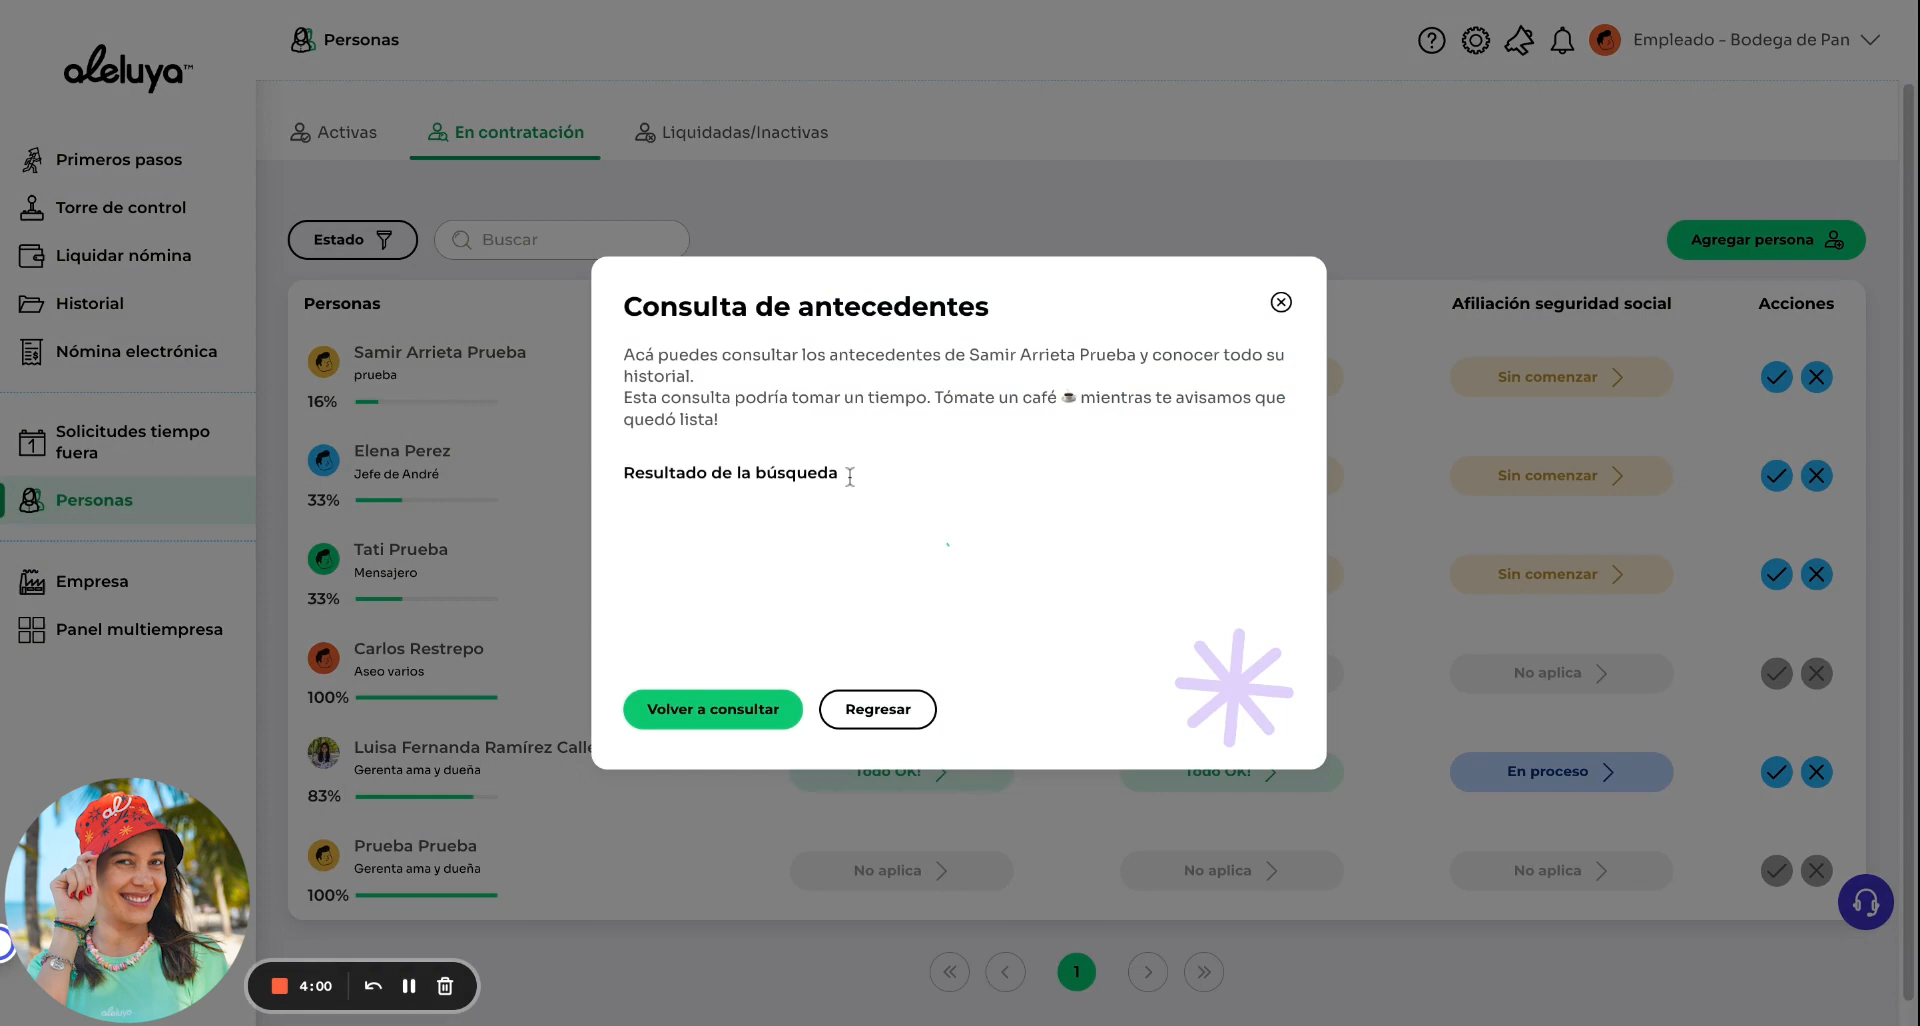 aleluya™
Personas
Empleado - Bodega de Pan
Activas
En contratación
Liquidadas/Inactivas
Primeros pasos
Torre de control
Liquidar nómina
Historial
Nómina electrónica
Solicitudes tiempo
fuera
Personas
Empresa
Panel multiempresa
Estado
Buscar
Agregar persona
Personas
Afiliación seguridad social
Acciones
Samir Arrieta Prueba
prueba
16%
Sin comenzar
Elena Perez
Jefe de André
33%
Sin comenzar
Tati Prueba
Mensajero
33%
Sin comenzar
Carlos Restrepo
Aseo varios
100%
No aplica
Luisa Fernanda Ramírez Calle
Gerenta ama y dueña
83%
Todo OK!
Todo OK!
En proceso
Prueba Prueba
Gerenta ama y dueña
100%
No aplica
No aplica
No aplica
Consulta de antecedentes
Acá puedes consultar los antecedentes de Samir Arrieta Prueba y conocer todo su
historial.
Esta consulta podría tomar un tiempo. Tómate un café ☕ mientras te avisamos que
quedó lista!
Resultado de la búsqueda
Volver a consultar
Regresar
1
al
aleluya
4:00